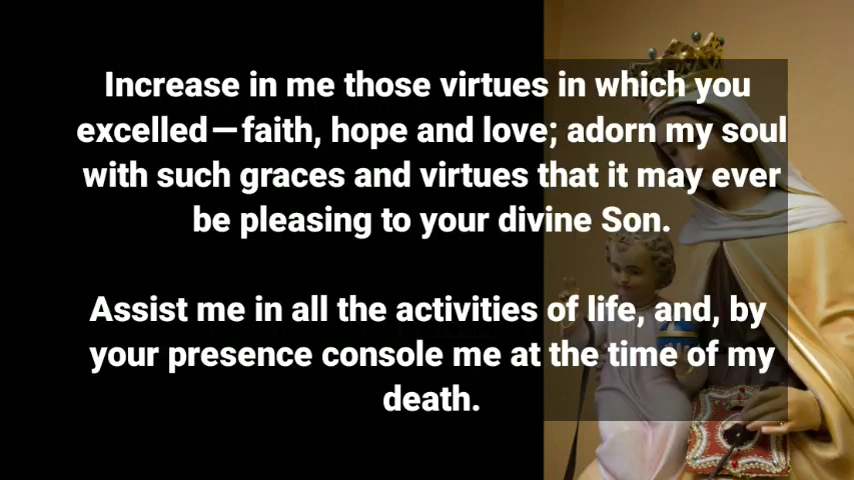 Increase in me those virtues in which you
excelled—faith, hope and love; adorn my soul
with such graces and virtues that it may ever
be pleasing to your divine Son.
Assist me in all the activities of life, and, by
your presence console me at the time of my
death.